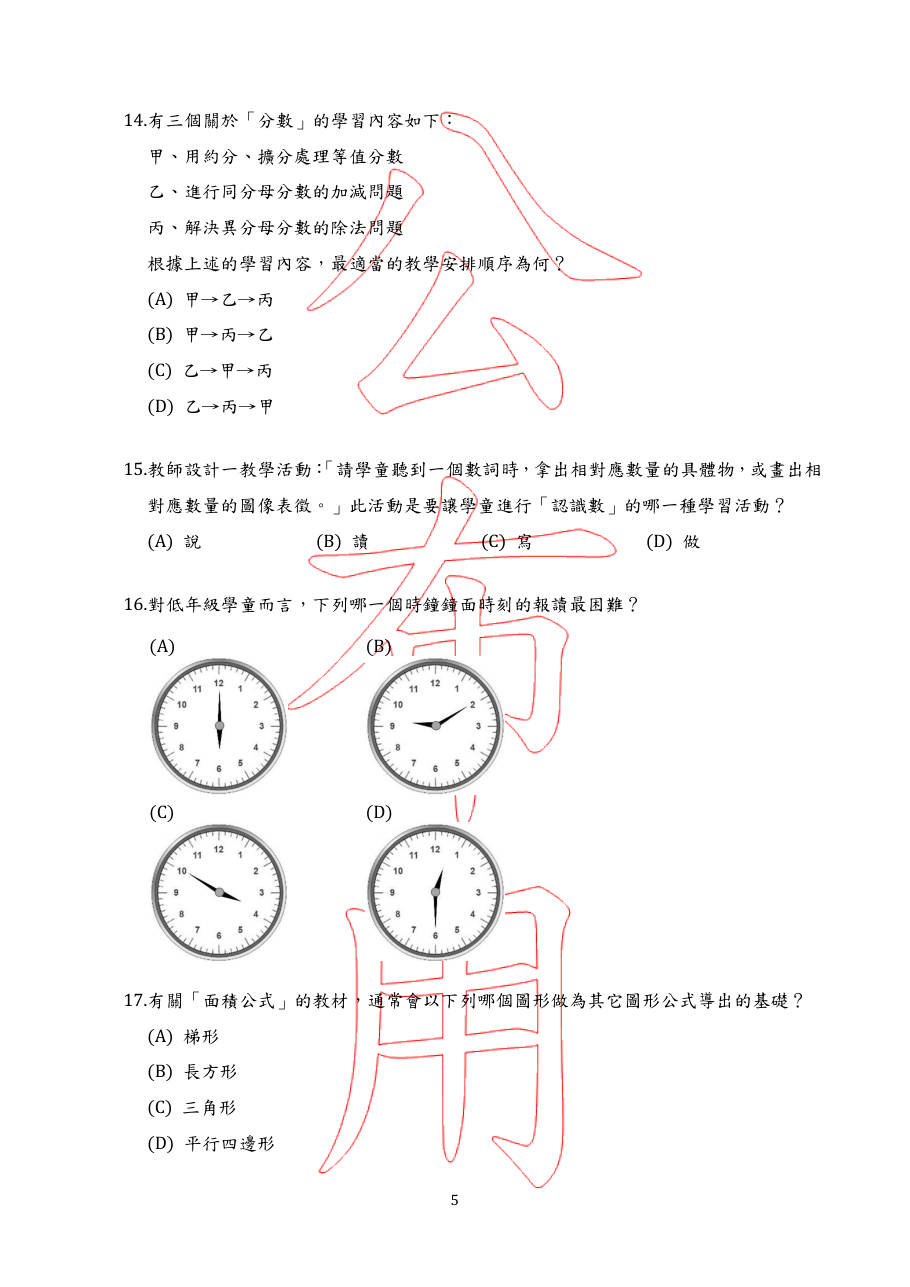 14.有三個關於「分數」的學習內容如下：
甲、用約分、擴分處理等值分數
乙、進行同分母分數的加減問題
丙、解決異分母分數的除法問題
根據上述的學習內容，最適當的教學安排順序為何？
(A) 甲→乙→丙
(B) 甲→丙→乙
(C) 乙→甲→丙
(D) 乙→丙→甲
15.教師設計一教學活動：「請學童聽到一個數詞時，拿出相對應數量的具體物，或畫出相
對應數量的圖像表徵。」此活動是要讓學童進行「認識數」的哪一種學習活動？
(A) 說 (B) 讀 (C) 寫 (D) 做
16.對低年級學童而言，下列哪一個時鐘鐘面時刻的報讀最困難？
(A) (B)
12 1 2 3 4 5 6 7 8 9 10 11
12 1 2 3 4 5 6 7 8 9 10 11
(C) (D)
12 1 2 3 4 5 6 7 8 9 10 11
12 1 2 3 4 5 6 7 8 9 10 11
17.有關「面積公式」的教材，通常會以下列哪個圖形做為其它圖形公式導出的基礎？
(A) 梯形
(B) 長方形
(C) 三角形
(D) 平行四邊形
5
公布用